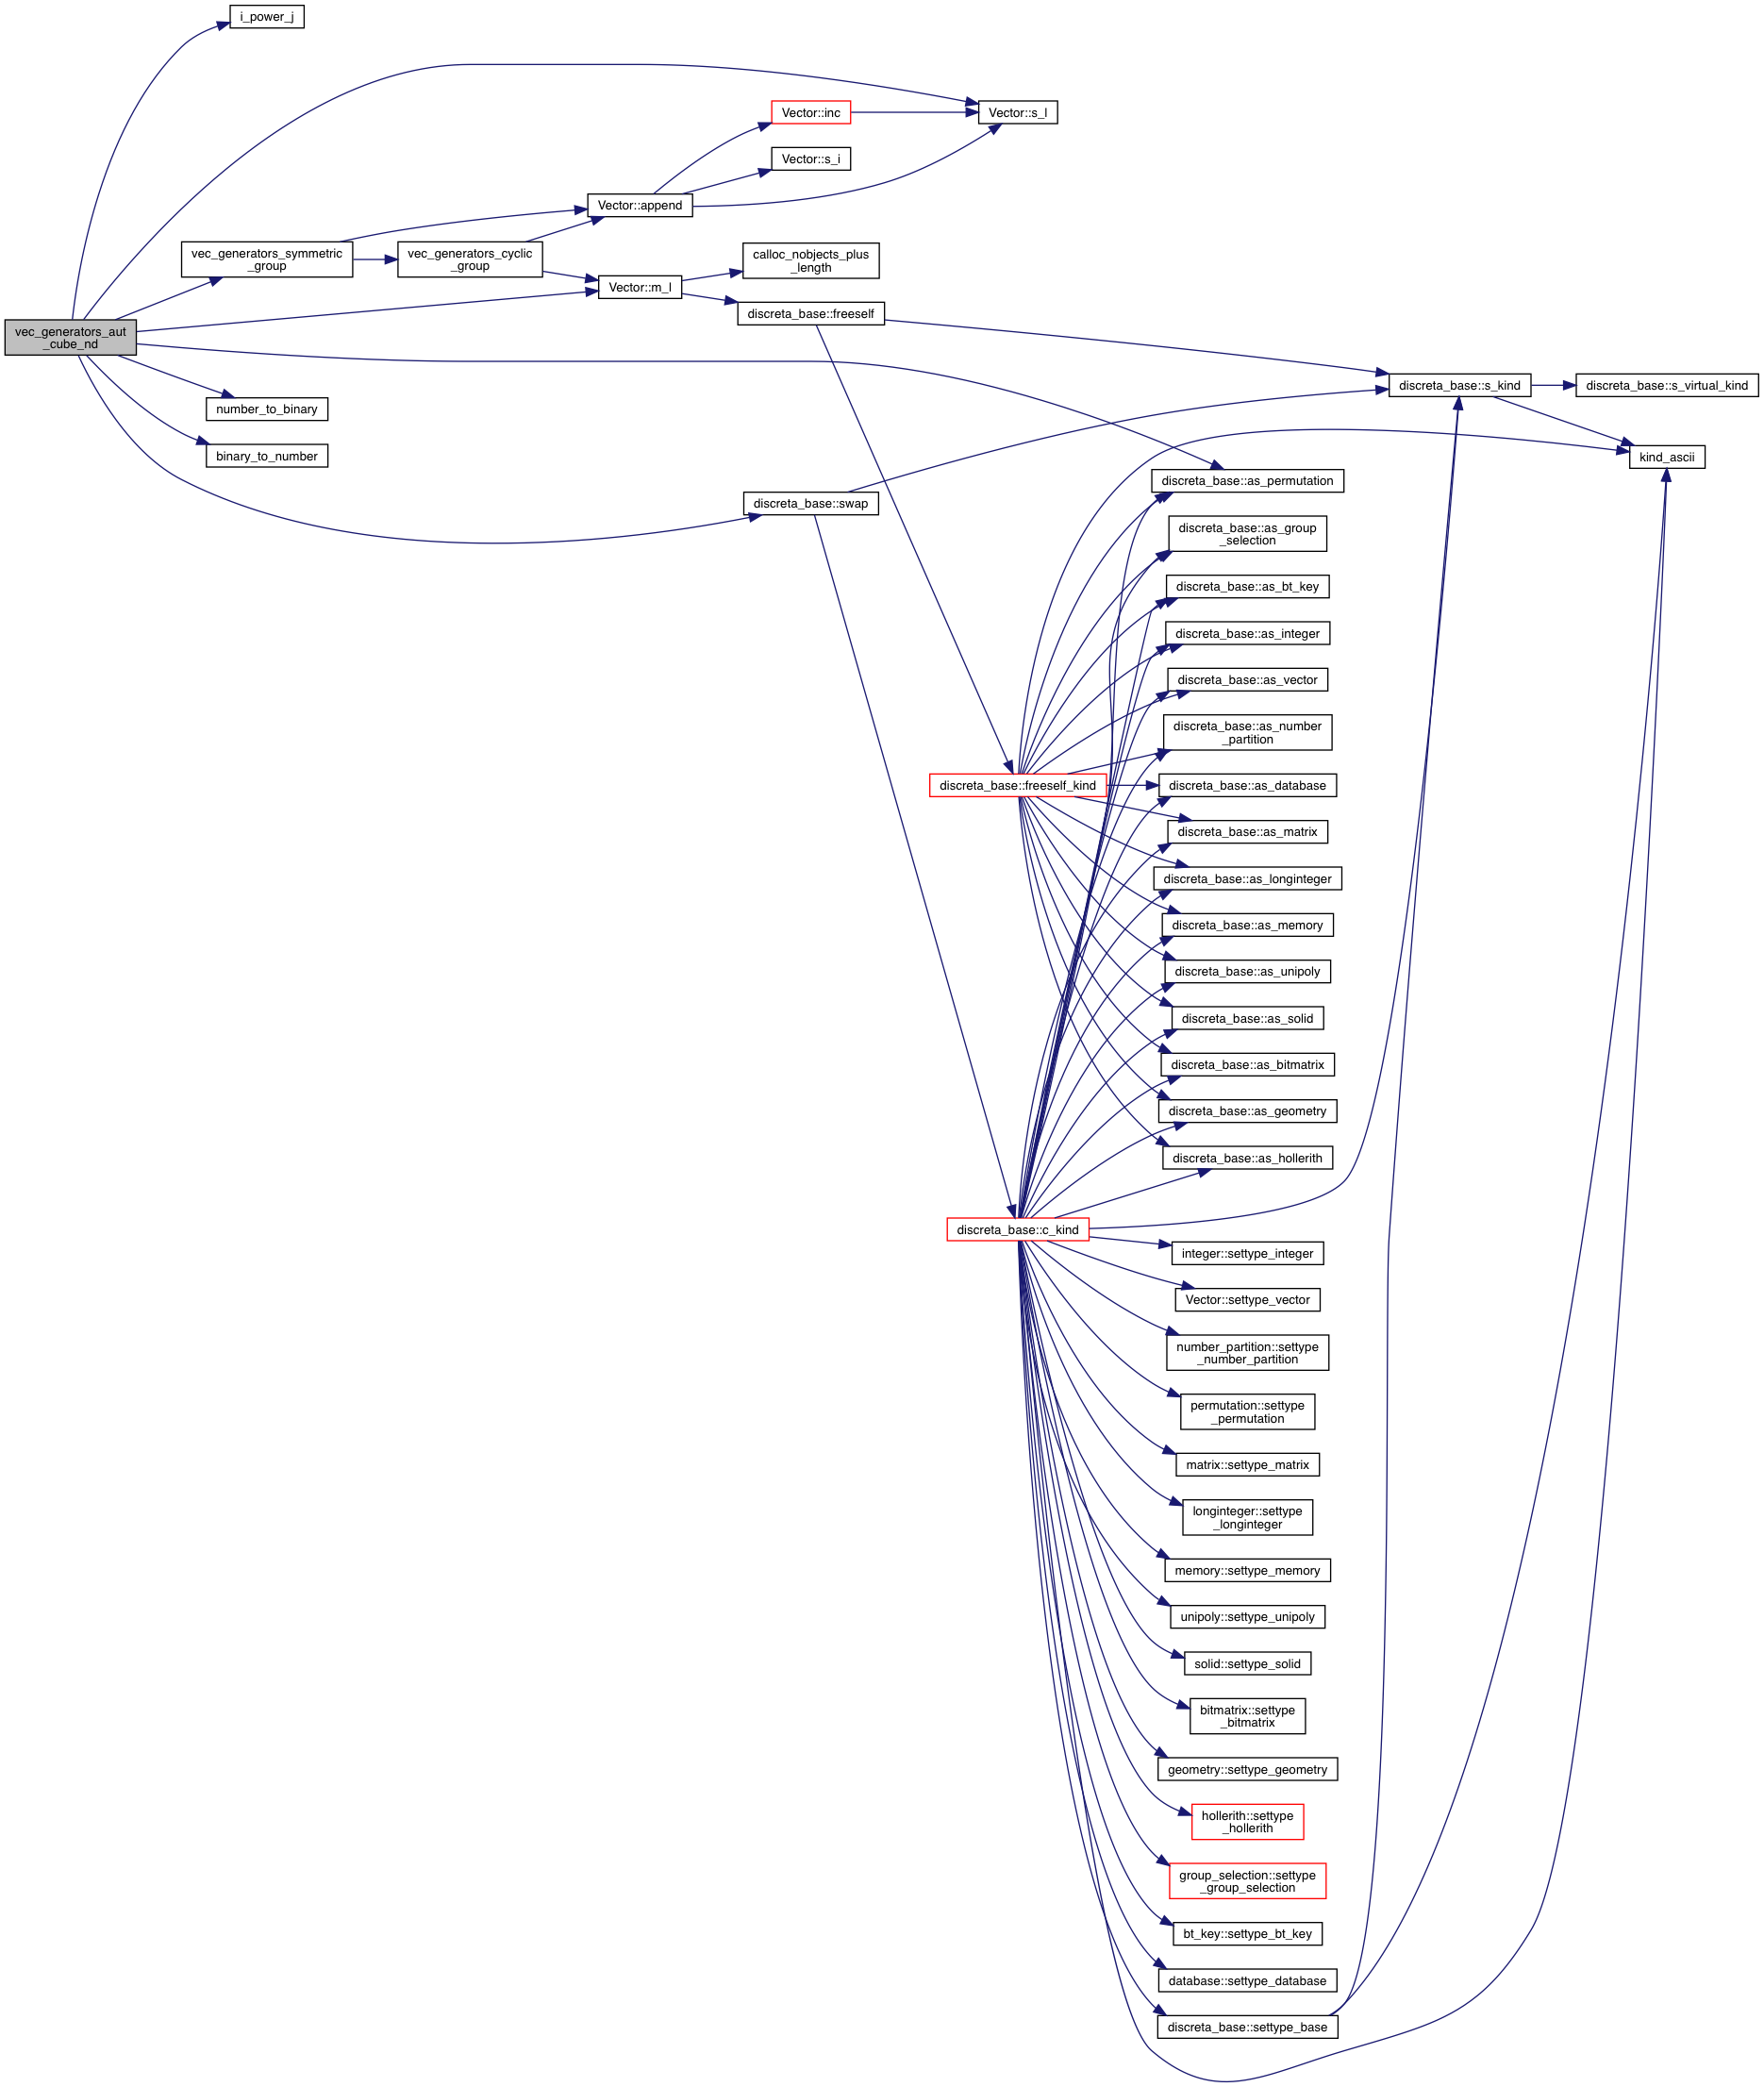 i_power_j
Vector::inc
Vector::s_l
Vector::s_i
Vector::append
vec_generators_symmetric
_group
vec_generators_cyclic
_group
calloc_nobjects_plus
_length
Vector::m_l
discreta_base::freeself
vec_generators_aut
_cube_nd
discreta_base::s_kind
discreta_base::s_virtual_kind
number_to_binary
binary_to_number
kind_ascii
discreta_base::as_permutation
discreta_base::swap
discreta_base::as_group
_selection
discreta_base::as_bt_key
discreta_base::as_integer
discreta_base::as_vector
discreta_base::as_number
_partition
discreta_base::freeself_kind
discreta_base::as_database
discreta_base::as_matrix
discreta_base::as_longinteger
discreta_base::as_memory
discreta_base::as_unipoly
discreta_base::as_solid
discreta_base::as_bitmatrix
discreta_base::as_geometry
discreta_base::as_hollerith
discreta_base::c_kind
integer::settype_integer
Vector::settype_vector
number_partition::settype
_number_partition
permutation::settype
_permutation
matrix::settype_matrix
longinteger::settype
_longinteger
memory::settype_memory
unipoly::settype_unipoly
solid::settype_solid
bitmatrix::settype
_bitmatrix
geometry::settype_geometry
hollerith::settype
_hollerith
group_selection::settype
_group_selection
bt_key::settype_bt_key
database::settype_database
discreta_base::settype_base